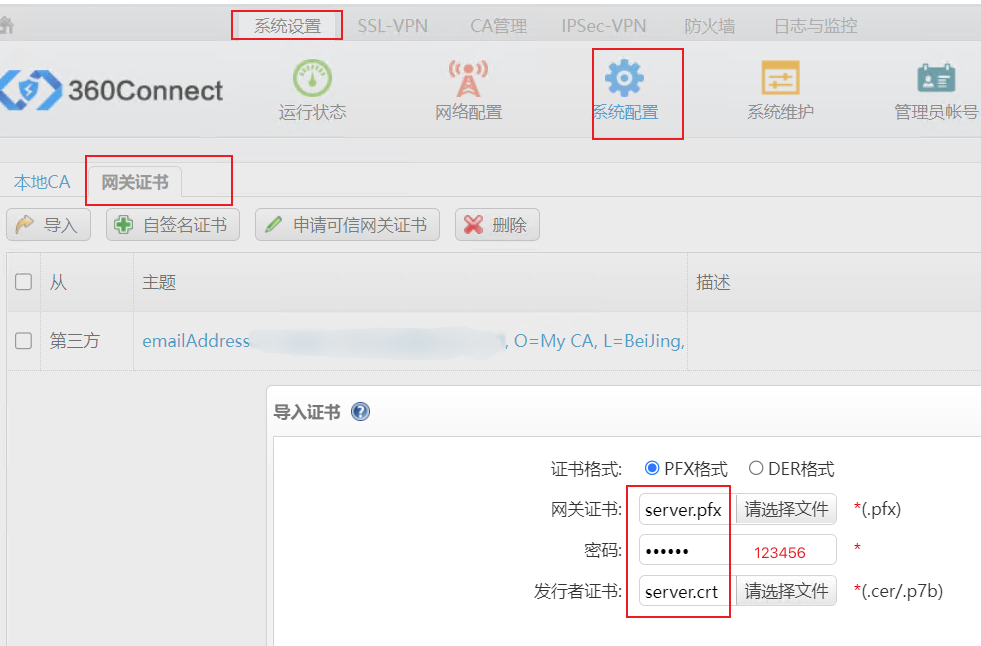 系统设置 SSL-VPN CA管理 IPSec-VPN 防火墙 日志与监控
360Connect
运行状态 网络配置 系统配置 系统维护 管理员帐号
本地CA 网关证书
导入 自签名证书 申请可信网关证书 删除
从 主题 描述
第三方 emailAddress , O=My CA, L=BeiJing,
导入证书 ?
证书格式: PFX格式 DER格式
网关证书: server.pfx 请选择文件 *(.pfx)
密码: •••••• 123456 *
发行者证书: server.crt 请选择文件 *(.cer/.p7b)